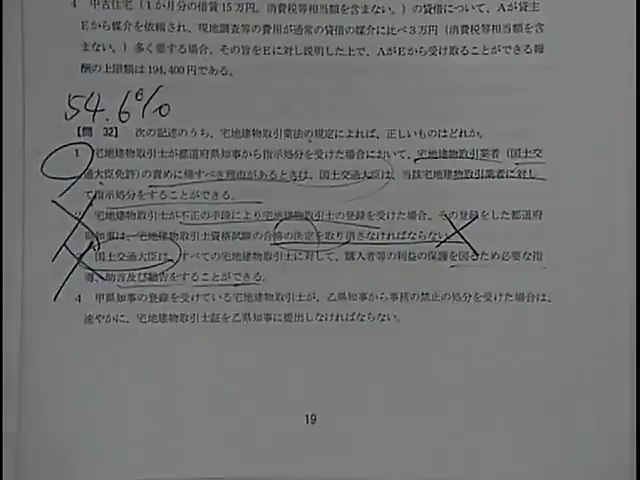 4 中古住宅（1か月分の借賃15万円。消費税等相当額を含まない。）の貸借について、Aが貸主
Eから媒介を依頼され、現地調査等の費用が通常の貸借の媒介に比べ3万円（消費税等相当額を含
まない。）多く要する場合、その旨をEに対し説明した上で、AがEから受け取ることができる報
酬の上限額は194,400円である。
54.6%
【問 32】 次の記述のうち、宅地建物取引業法の規定によれば、正しいものはどれか。
1 宅地建物取引士が都道府県知事から指示処分を受けた場合において、宅地建物取引業者（国土交
通大臣免許）の責めに帰すべき理由があるときは、国土交通大臣は、当該宅地建物取引業者に対し
て指示処分をすることができる。
2 宅地建物取引士が不正の手段により宅地建物取引士の登録を受けた場合、その登録をした都道府
県知事は、宅地建物取引士資格試験の合格の決定を取り消さなければならない
3 国土交通大臣は、すべての宅地建物取引士に対して、購入者等の利益の保護を図るため必要な指
導、助言及び勧告をすることができる。
4 甲県知事の登録を受けている宅地建物取引士が、乙県知事から事務の禁止の処分を受けた場合は、
速やかに、宅地建物取引士証を乙県知事に提出しなければならない。
19